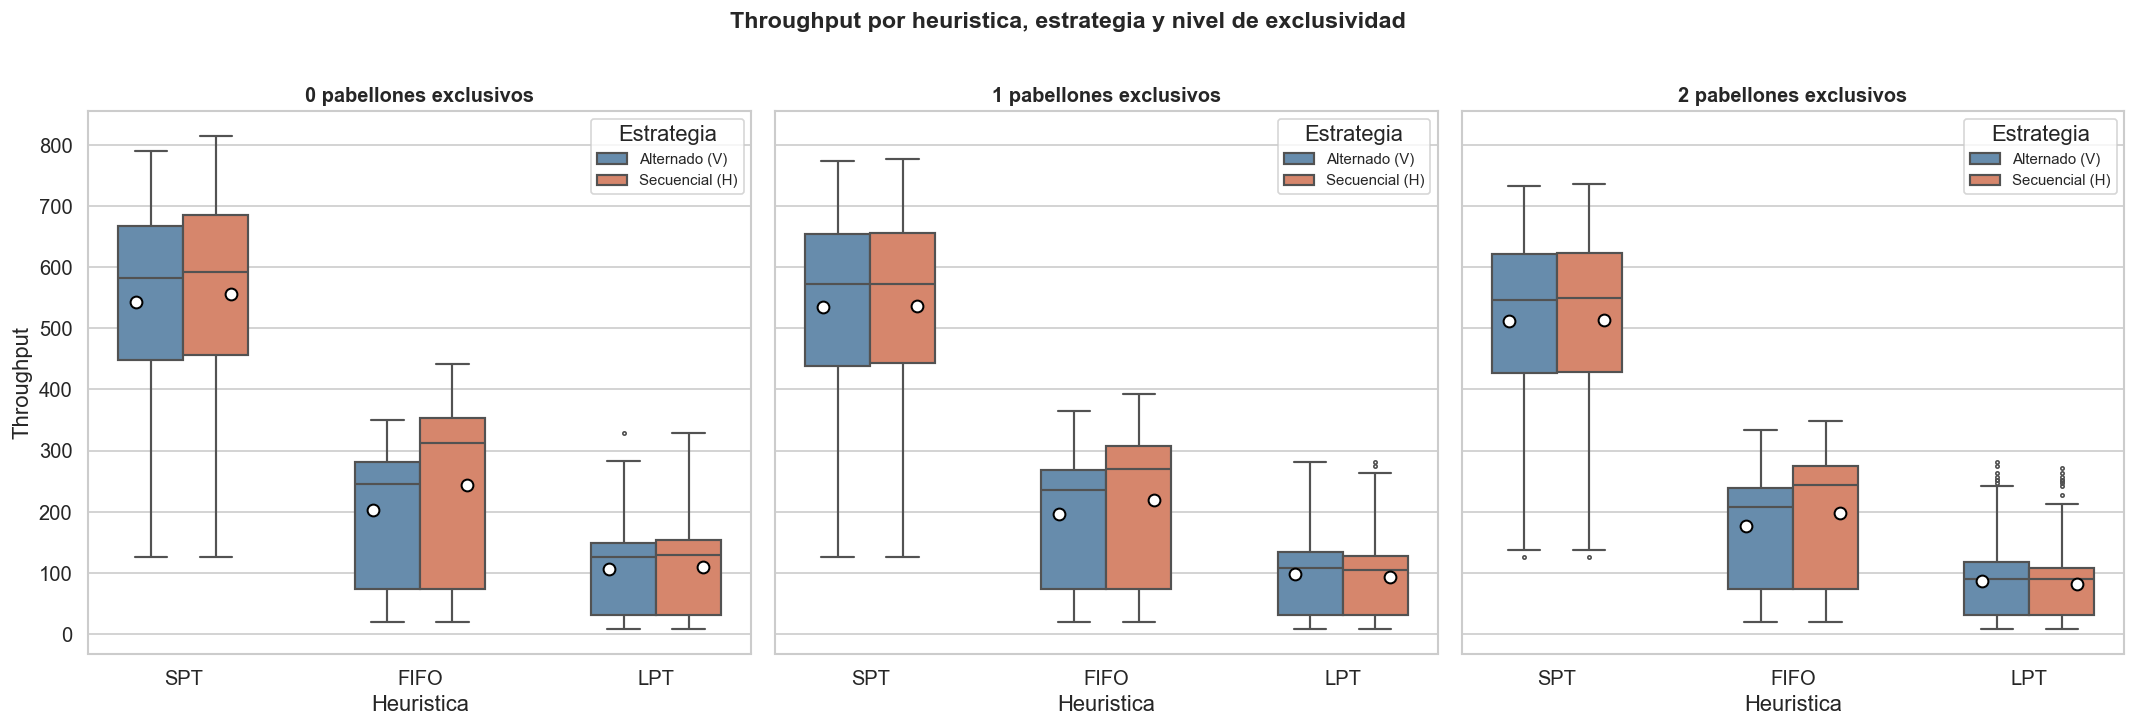 Throughput por heuristica, estrategia y nivel de exclusividad
0 pabellones exclusivos
1 pabellones exclusivos
2 pabellones exclusivos
Estrategia
Alternado (V)
Secuencial (H)
Estrategia
Alternado (V)
Secuencial (H)
Estrategia
Alternado (V)
Secuencial (H)
Throughput
800
700
600
500
400
300
200
100
0
SPT FIFO LPT
Heuristica
SPT FIFO LPT
Heuristica
SPT FIFO LPT
Heuristica